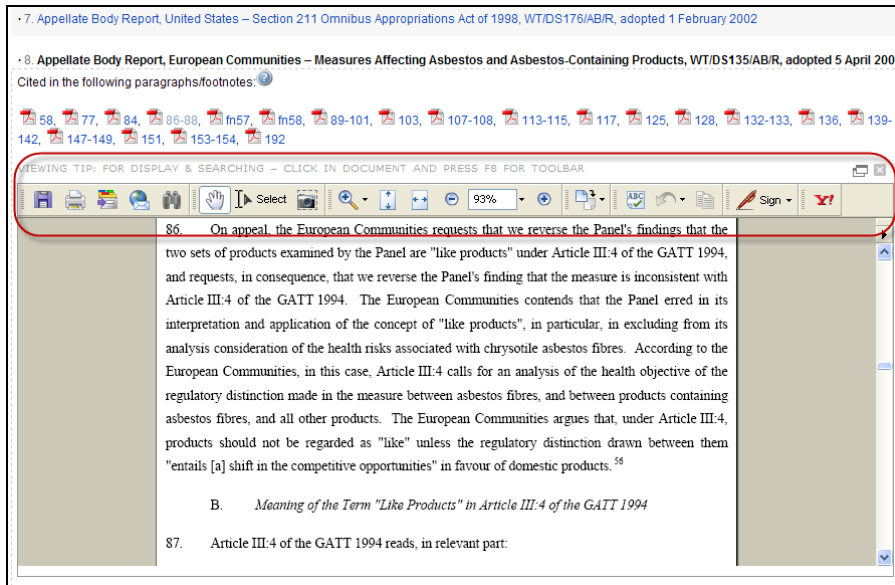 · 7. Appellate Body Report, United States – Section 211 Omnibus Appropriations Act of 1998, WT/DS176/AB/R, adopted 1 February 2002
· 8. Appellate Body Report, European Communities – Measures Affecting Asbestos and Asbestos-Containing Products, WT/DS135/AB/R, adopted 5 April 200
Cited in the following paragraphs/footnotes:
58, 77, 84, 86-88, fn57, fn58, 89-101, 103, 107-108, 113-115, 117, 125, 128, 132-133, 136, 139-
142, 147-149, 151, 153-154, 192
VIEWING TIP: FOR DISPLAY & SEARCHING – CLICK IN DOCUMENT AND PRESS F8 FOR TOOLBAR
Select 93% ABC Sign Y!
86. On appeal, the European Communities requests that we reverse the Panel's findings that the
two sets of products examined by the Panel are "like products" under Article III:4 of the GATT 1994,
and requests, in consequence, that we reverse the Panel's finding that the measure is inconsistent with
Article III:4 of the GATT 1994. The European Communities contends that the Panel erred in its
interpretation and application of the concept of "like products", in particular, in excluding from its
analysis consideration of the health risks associated with chrysotile asbestos fibres. According to the
European Communities, in this case, Article III:4 calls for an analysis of the health objective of the
regulatory distinction made in the measure between asbestos fibres, and between products containing
asbestos fibres, and all other products. The European Communities argues that, under Article III:4,
products should not be regarded as "like" unless the regulatory distinction drawn between them
"entails [a] shift in the competitive opportunities" in favour of domestic products. 56
B. Meaning of the Term "Like Products" in Article III:4 of the GATT 1994
87. Article III:4 of the GATT 1994 reads, in relevant part: